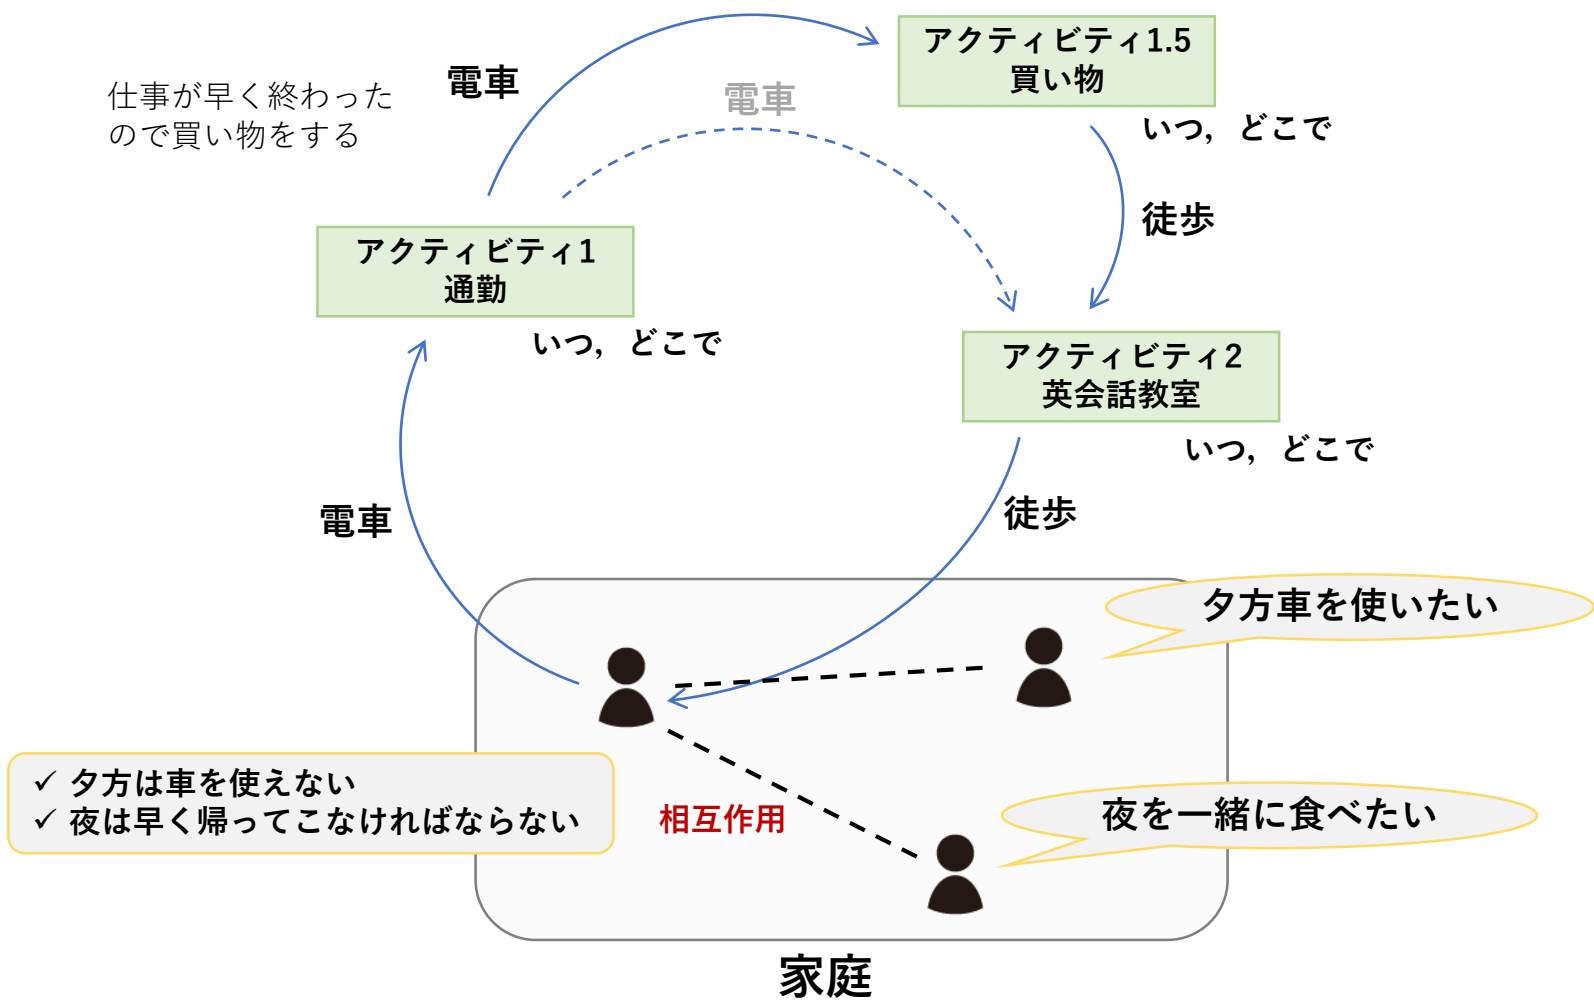 アクティビティ1.5
買い物
電車
電車
仕事が早く終わった
ので買い物をする
いつ，どこで
徒歩
アクティビティ1
通勤
いつ，どこで
アクティビティ2
英会話教室
いつ，どこで
電車
徒歩
夕方車を使いたい
✓ 夕方は車を使えない
✓ 夜は早く帰ってこなければならない
相互作用
夜を一緒に食べたい
家庭